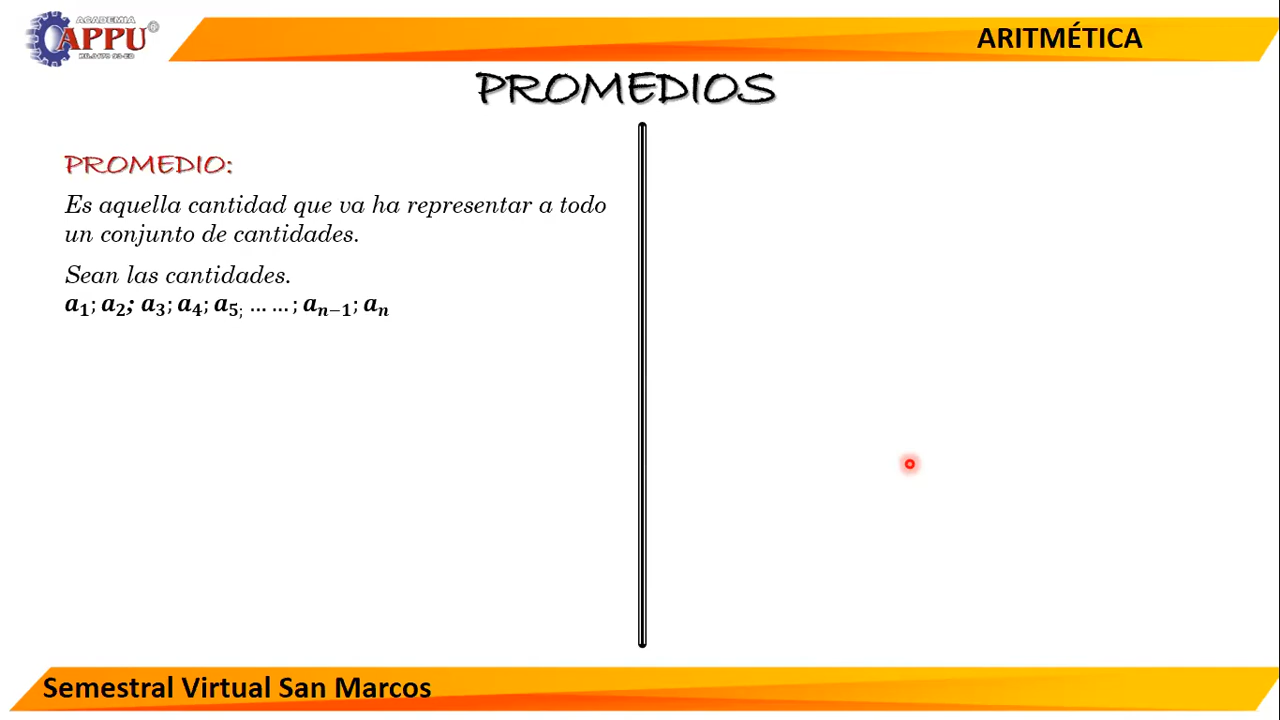 ACADEMIA
APPU
ARITMÉTICA
PROMEDIOS
PROMEDIO:
Es aquella cantidad que va ha representar a todo
un conjunto de cantidades.
Sean las cantidades.
a₁; a₂; a₃; a₄; a₅; … … ; aₙ₋₁; aₙ
Semestral Virtual San Marcos